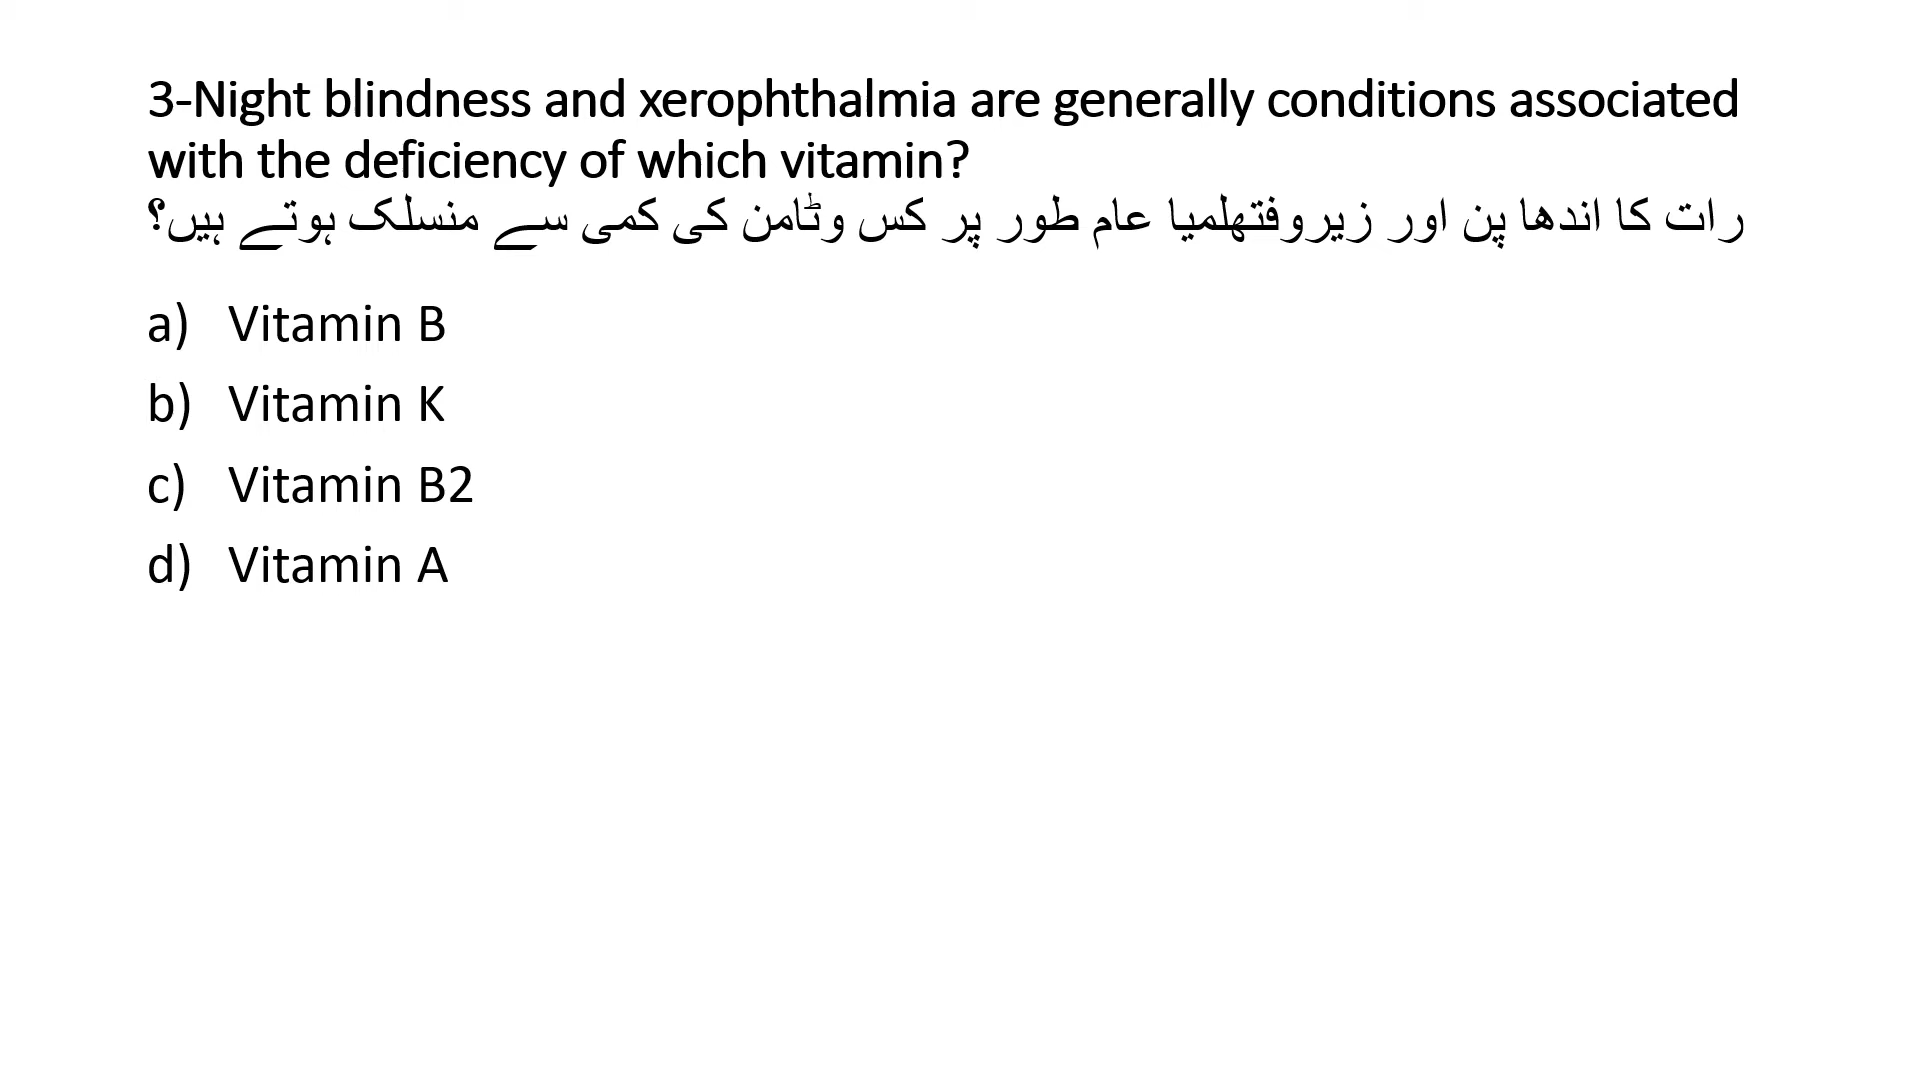 3-Night blindness and xerophthalmia are generally conditions associated
with the deficiency of which vitamin?
رات کا اندھا پن اور زیروفتھلمیا عام طور پر کس وٹامن کی کمی سے منسلک ہوتے ہیں؟
a) Vitamin B
b) Vitamin K
c) Vitamin B2
d) Vitamin A